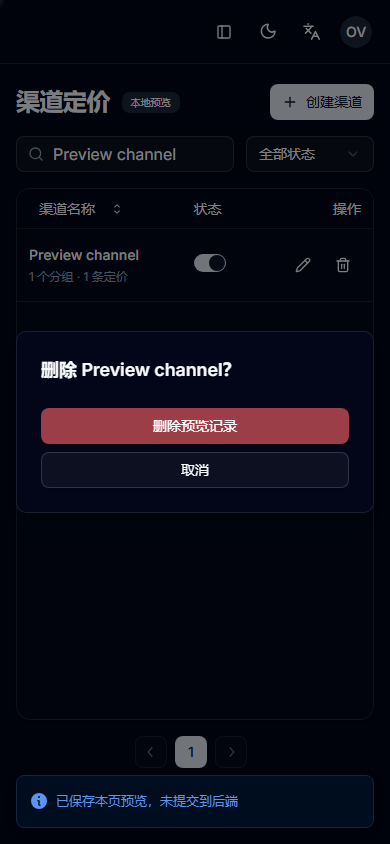 OV
渠道定价
本地预览
创建渠道
Preview channel
全部状态
渠道名称
状态
操作
Preview channel
1 个分组 · 1 条定价
删除 Preview channel?
删除预览记录
取消
1
已保存本页预览，未提交到后端